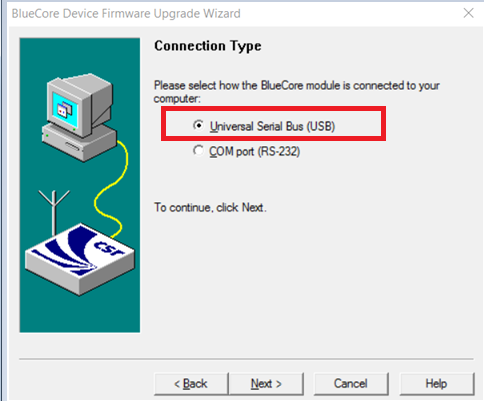 BlueCore Device Firmware Upgrade Wizard
Connection Type
Please select how the BlueCore module is connected to your
computer:
Universal Serial Bus (USB)
COM port (RS-232)
To continue, click Next.
csr
< Back
Next >
Cancel
Help